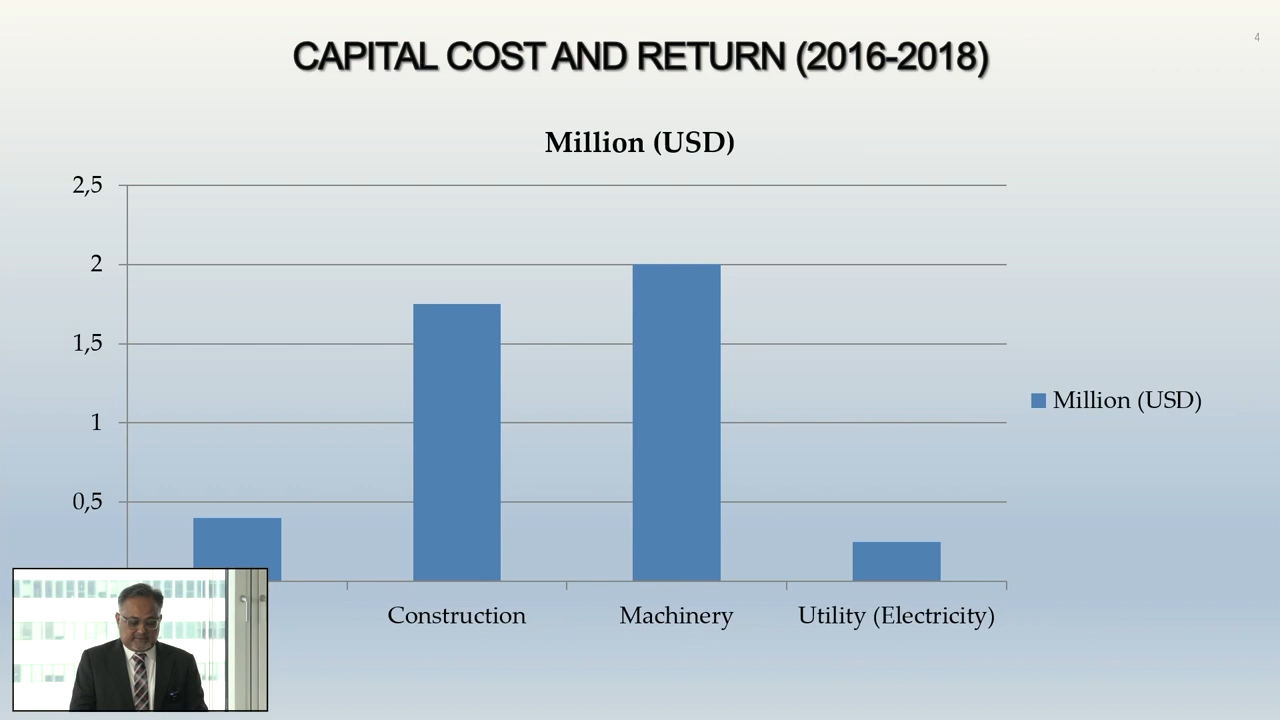 4
CAPITAL COST AND RETURN (2016-2018)
Million (USD)
2,5
2
1,5
1
0,5
Million (USD)
Construction
Machinery
Utility (Electricity)